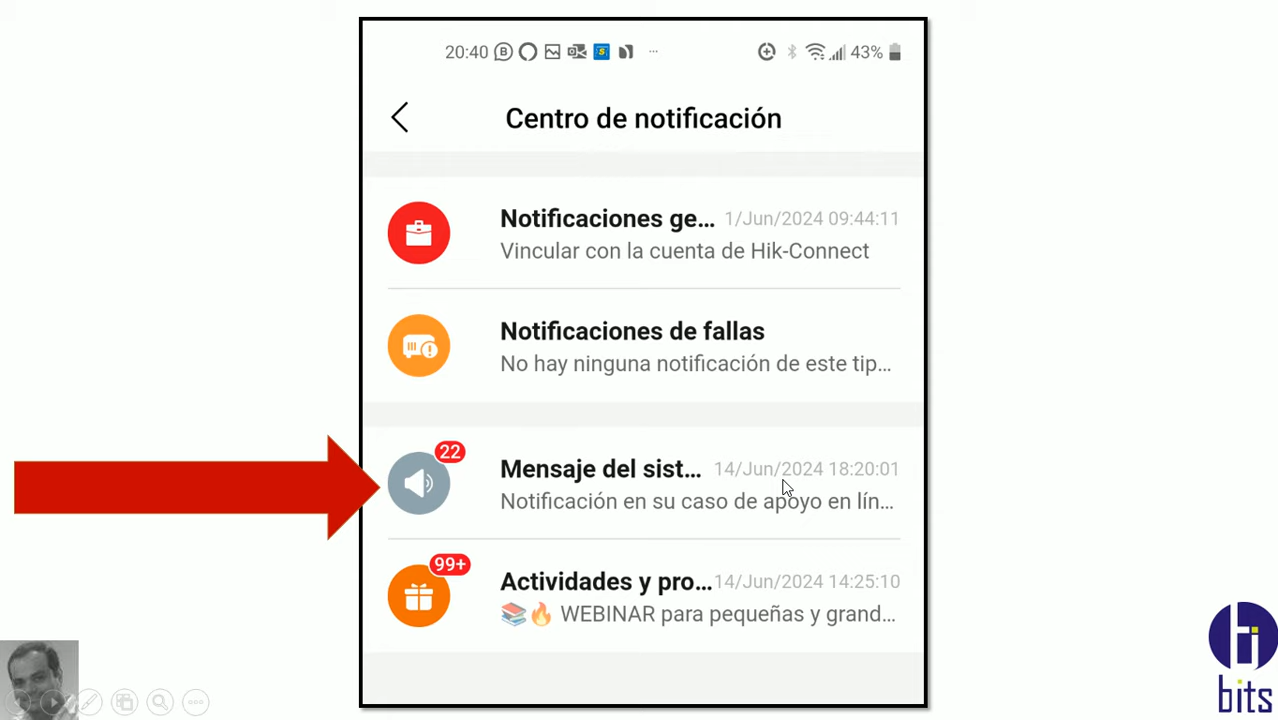 20:40 43%
Centro de notificación
Notificaciones ge... 1/Jun/2024 09:44:11
Vincular con la cuenta de Hik-Connect
Notificaciones de fallas
No hay ninguna notificación de este tip...
22
Mensaje del sist... 14/Jun/2024 18:20:01
Notificación en su caso de apoyo en lín...
99+
Actividades y pro... 14/Jun/2024 14:25:10
📚🔥 WEBINAR para pequeñas y grand...
bits